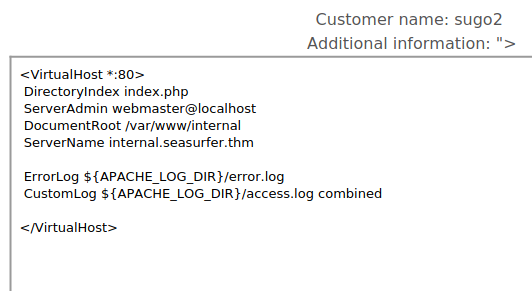 Customer name: sugo2
Additional information: ">
<VirtualHost *:80>
DirectoryIndex index.php
ServerAdmin webmaster@localhost
DocumentRoot /var/www/internal
ServerName internal.seasurfer.thm
ErrorLog ${APACHE_LOG_DIR}/error.log
CustomLog ${APACHE_LOG_DIR}/access.log combined
</VirtualHost>